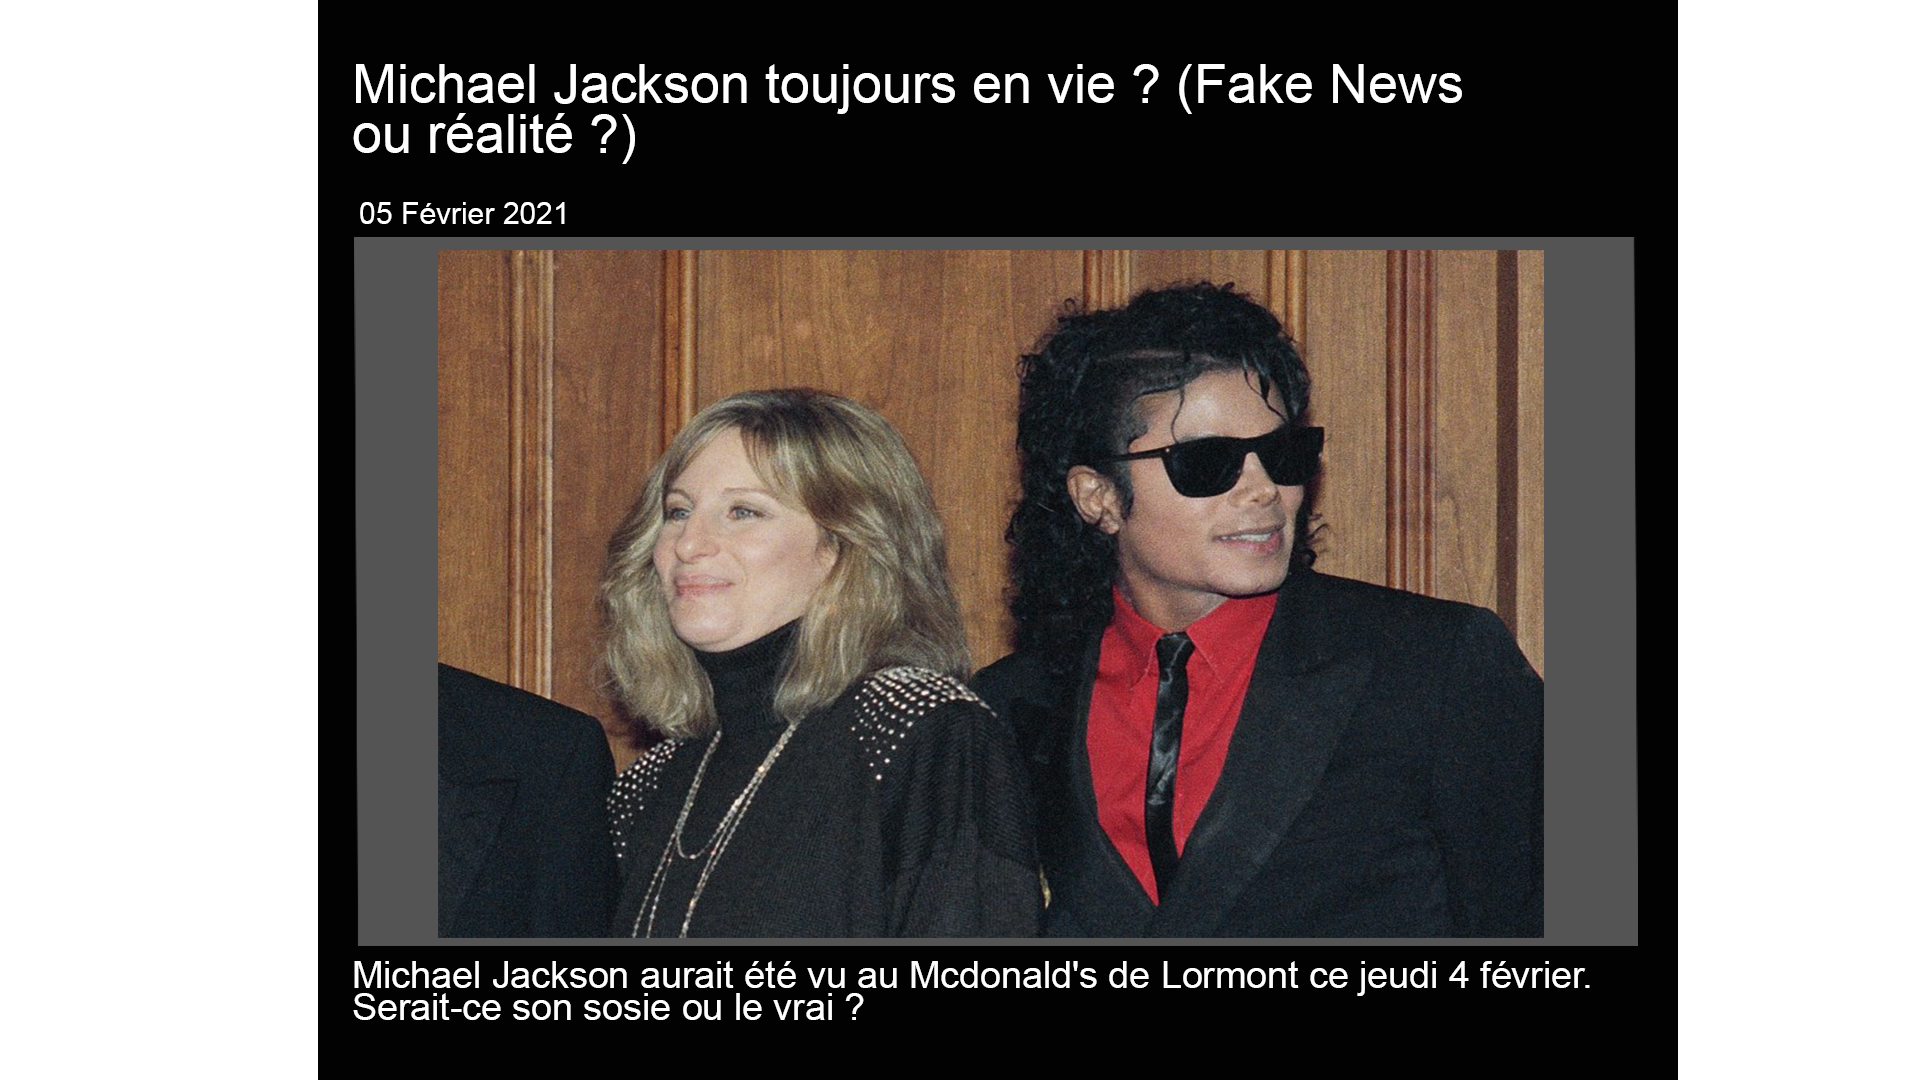 Michael Jackson toujours en vie ? (Fake News
ou réalité ?)
05 Février 2021
Michael Jackson aurait été vu au Mcdonald's de Lormont ce jeudi 4 février.
Serait-ce son sosie ou le vrai ?